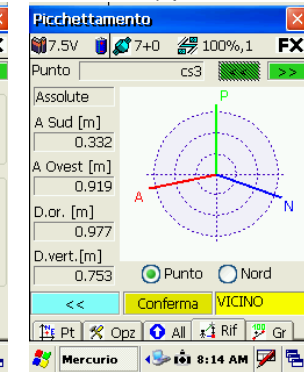 Picchettamento
7.5V 7+0 100%,1 FX
Punto cs3 << >>
Absolute
A Sud [m]
0.332
A Ovest [m]
0.919
D.or. [m]
0.977
D.vert.[m]
0.753
P
A
N
Punto Nord
<< Conferma VICINO
Pt Opz All Rif Gr
Mercurio 8:14 AM